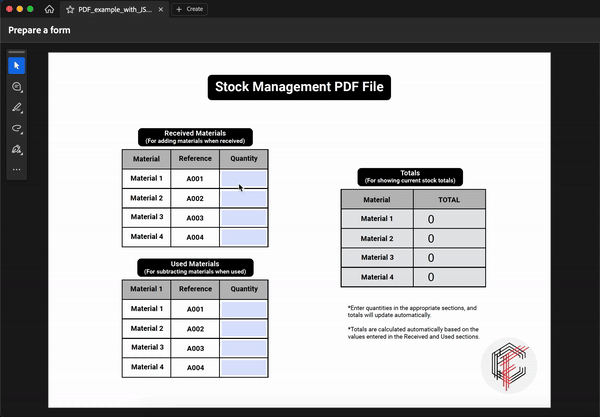 PDF_example_with_JS...
Create
Prepare a form
Stock Management PDF File
Received Materials
(For adding materials when received)
Material Reference Quantity
Material 1 A001
Material 2 A002
Material 3 A003
Material 4 A004
Used Materials
(For subtracting materials when used)
Material 1 Reference Quantity
Material 1 A001
Material 2 A002
Material 3 A003
Material 4 A004
Totals
(For showing current stock totals)
Material TOTAL
Material 1 0
Material 2 0
Material 3 0
Material 4 0
*Enter quantities in the appropriate sections, and
totals will update automatically.
*Totals are calculated automatically based on the
values entered in the Received and Used sections.